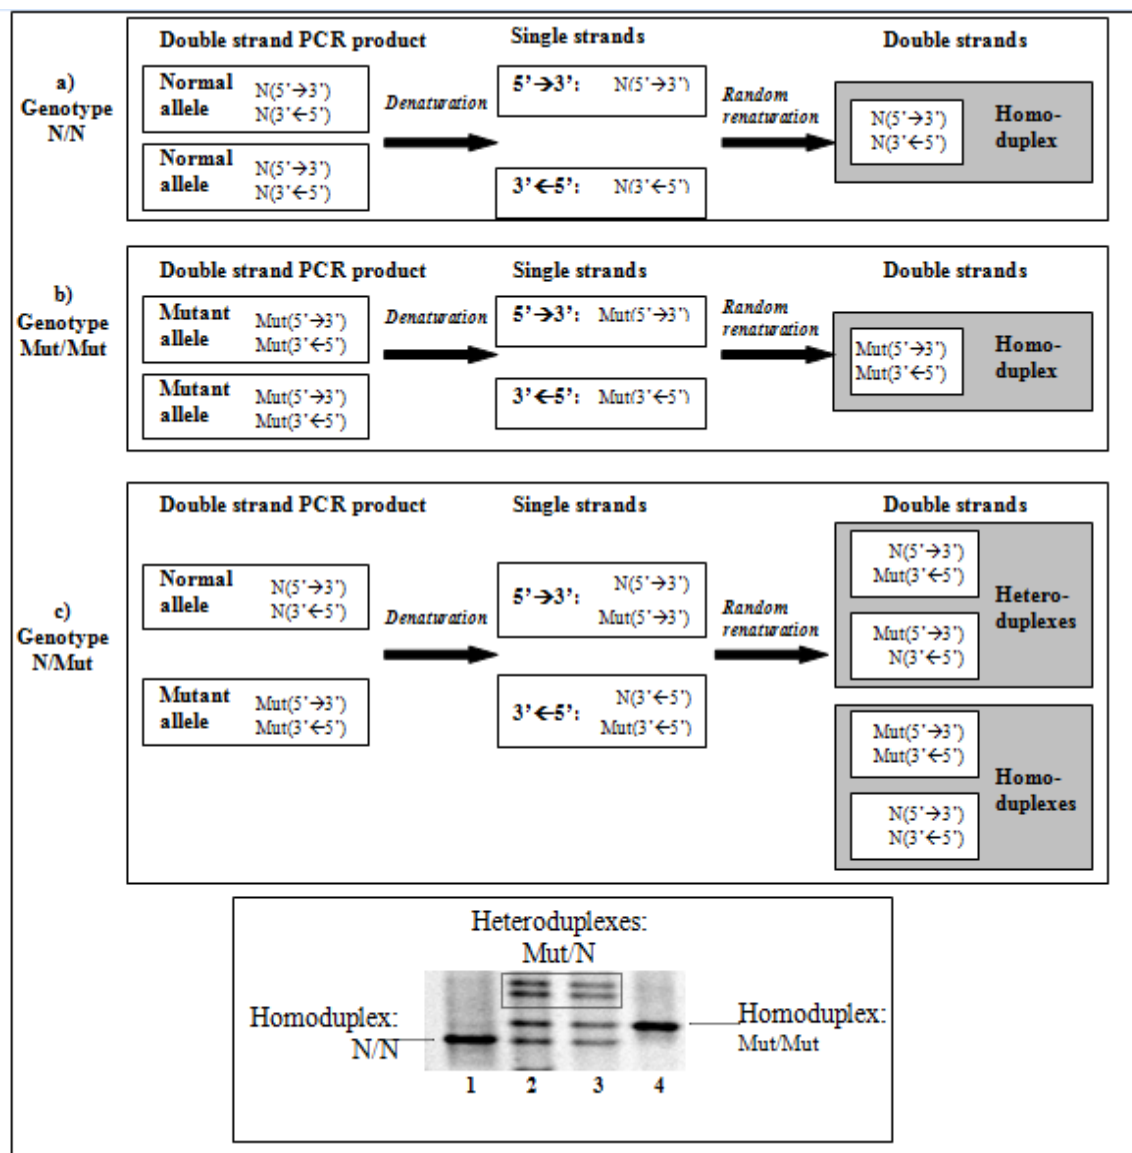 Double strand PCR product Single strands Double strands
a)
Genotype
N/N
Normal
allele
N(5’→3’)
N(3’←5’)
Normal
allele
N(5’→3’)
N(3’←5’)
Denaturation
5’→3’: N(5’→3’)
3’←5’: N(3’←5’)
Random
renaturation
N(5’→3’)
N(3’←5’)
Homo-
duplex
Double strand PCR product Single strands Double strands
b)
Genotype
Mut/Mut
Mutant
allele
Mut(5’→3’)
Mut(3’←5’)
Mutant
allele
Mut(5’→3’)
Mut(3’←5’)
Denaturation
5’→3’: Mut(5’→3’)
3’←5’: Mut(3’←5’)
Random
renaturation
Mut(5’→3’)
Mut(3’←5’)
Homo-
duplex
Double strand PCR product Single strands Double strands
c)
Genotype
N/Mut
Normal
allele
N(5’→3’)
N(3’←5’)
Mutant
allele
Mut(5’→3’)
Mut(3’←5’)
Denaturation
5’→3’:
N(5’→3’)
Mut(5’→3’)
3’←5’:
N(3’←5’)
Mut(3’←5’)
Random
renaturation
N(5’→3’)
Mut(3’←5’)
Mut(5’→3’)
N(3’←5’)
Hetero-
duplexes
Mut(5’→3’)
Mut(3’←5’)
N(5’→3’)
N(3’←5’)
Homo-
duplexes
Heteroduplexes:
Mut/N
Homoduplex:
N/N
Homoduplex:
Mut/Mut
1 2 3 4